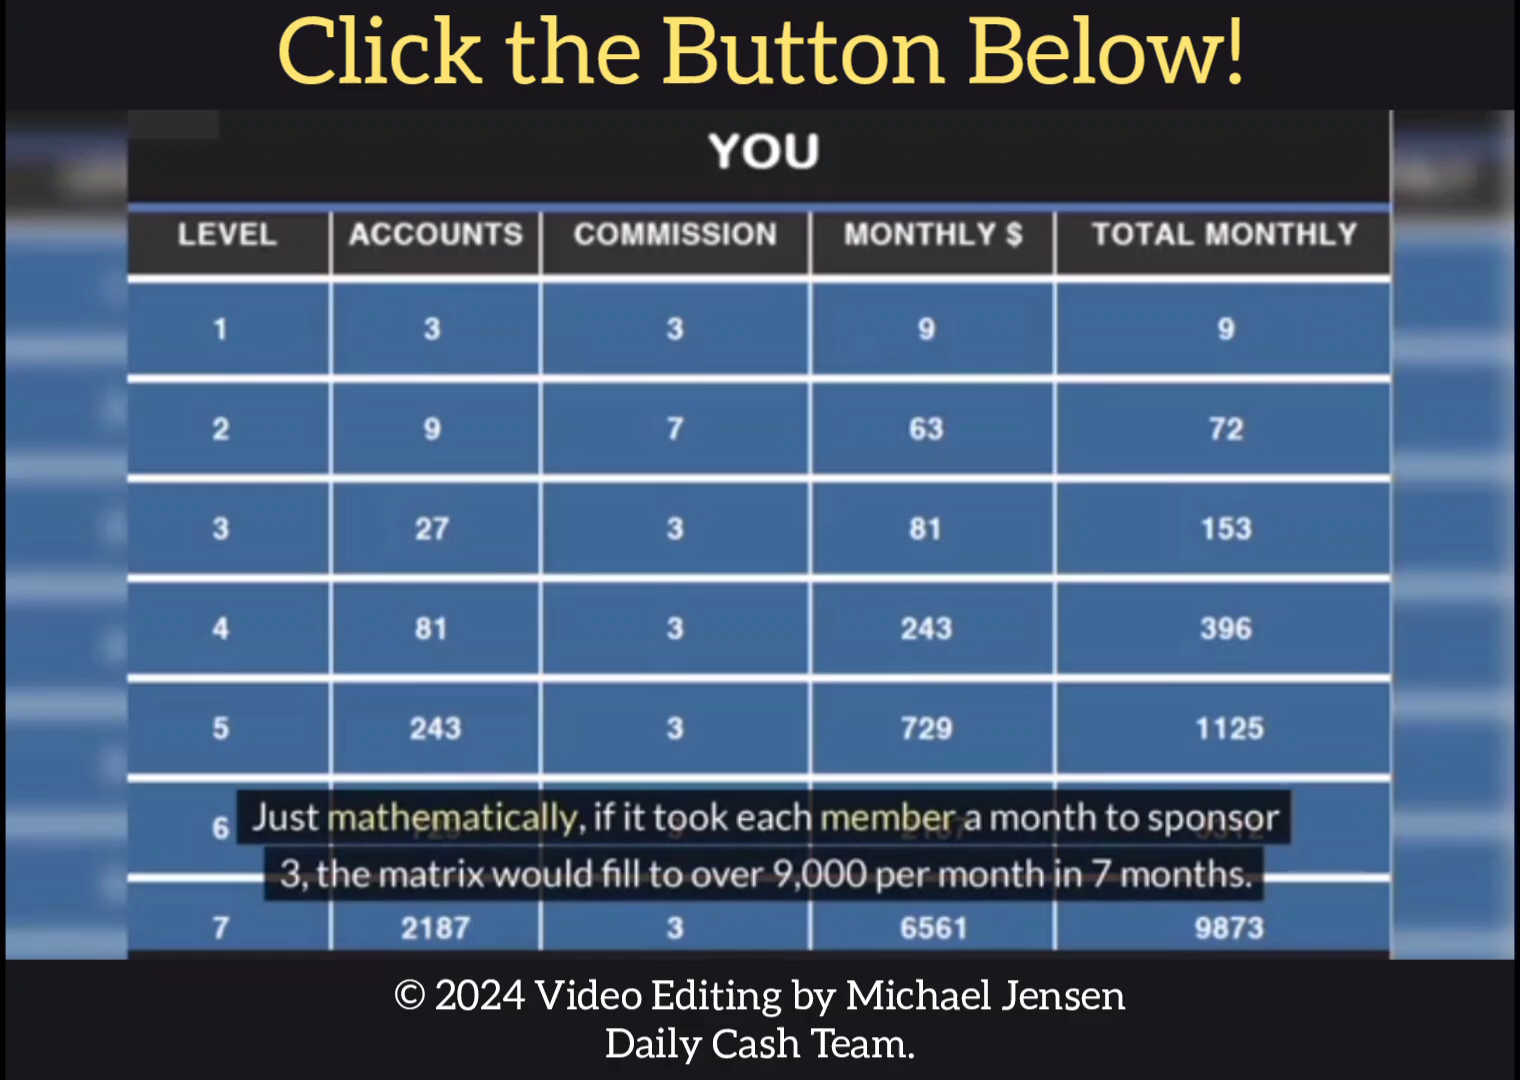 Click the Button Below!
YOU
LEVEL ACCOUNTS COMMISSION MONTHLY $ TOTAL MONTHLY
1 3 3 9 9
2 9 7 63 72
3 27 3 81 153
4 81 3 243 396
5 243 3 729 1125
6
Just mathematically, if it took each member a month to sponsor
3, the matrix would fill to over 9,000 per month in 7 months.
7 2187 3 6561 9873
© 2024 Video Editing by Michael Jensen
Daily Cash Team.